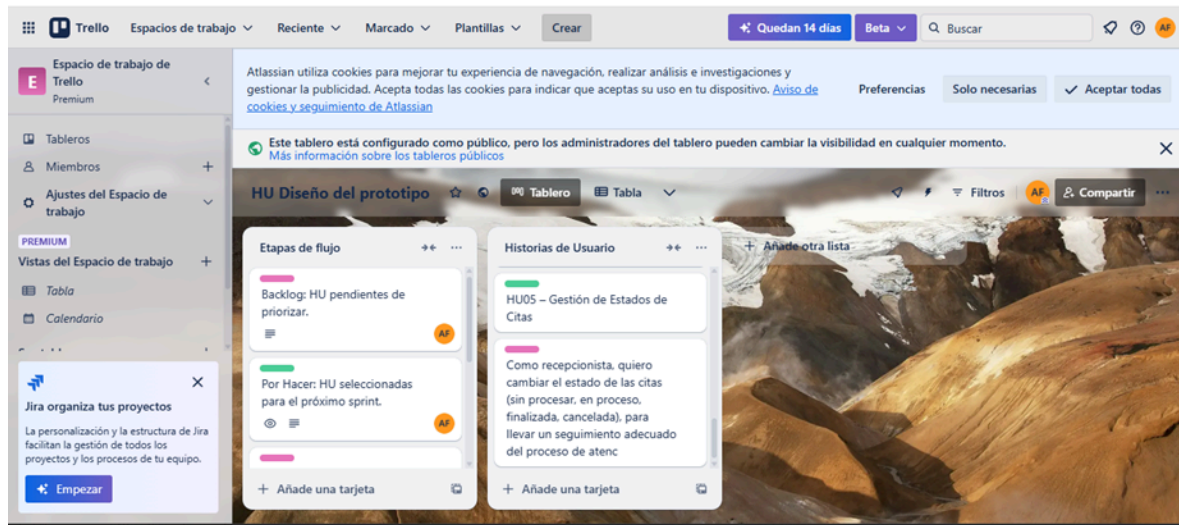 Trello
Espacios de trabajo
Reciente
Marcado
Plantillas
Crear
Quedan 14 días
Beta
Buscar
AF
E
Espacio de trabajo de
Trello
Premium
Tableros
Miembros
Ajustes del Espacio de
trabajo
PREMIUM
Vistas del Espacio de trabajo
Tabla
Calendario
Jira organiza tus proyectos
La personalización y la estructura de Jira
facilitan la gestión de todos los
proyectos y los procesos de tu equipo.
Empezar
Atlassian utiliza cookies para mejorar tu experiencia de navegación, realizar análisis e investigaciones y
gestionar la publicidad. Acepta todas las cookies para indicar que aceptas su uso en tu dispositivo. Aviso de
cookies y seguimiento de Atlassian
Preferencias
Solo necesarias
Aceptar todas
Este tablero está configurado como público, pero los administradores del tablero pueden cambiar la visibilidad en cualquier momento.
Más información sobre los tableros públicos
HU Diseño del prototipo
Tablero
Tabla
Filtros
AF
Compartir
Etapas de flujo
Backlog: HU pendientes de
priorizar.
AF
Por Hacer: HU seleccionadas
para el próximo sprint.
AF
+ Añade una tarjeta
Historias de Usuario
HU05 – Gestión de Estados de
Citas
Como recepcionista, quiero
cambiar el estado de las citas
(sin procesar, en proceso,
finalizada, cancelada), para
llevar un seguimiento adecuado
del proceso de atenc
+ Añade una tarjeta
+ Añade otra lista